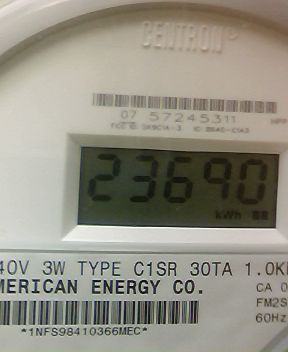 CENTRON
07 57245311
23690
kWh
40V 3W TYPE C1SR 30TA 1.0K
MERICAN ENERGY CO.
CA 0
FM2S
60Hz
*1NFS98410366MEC*